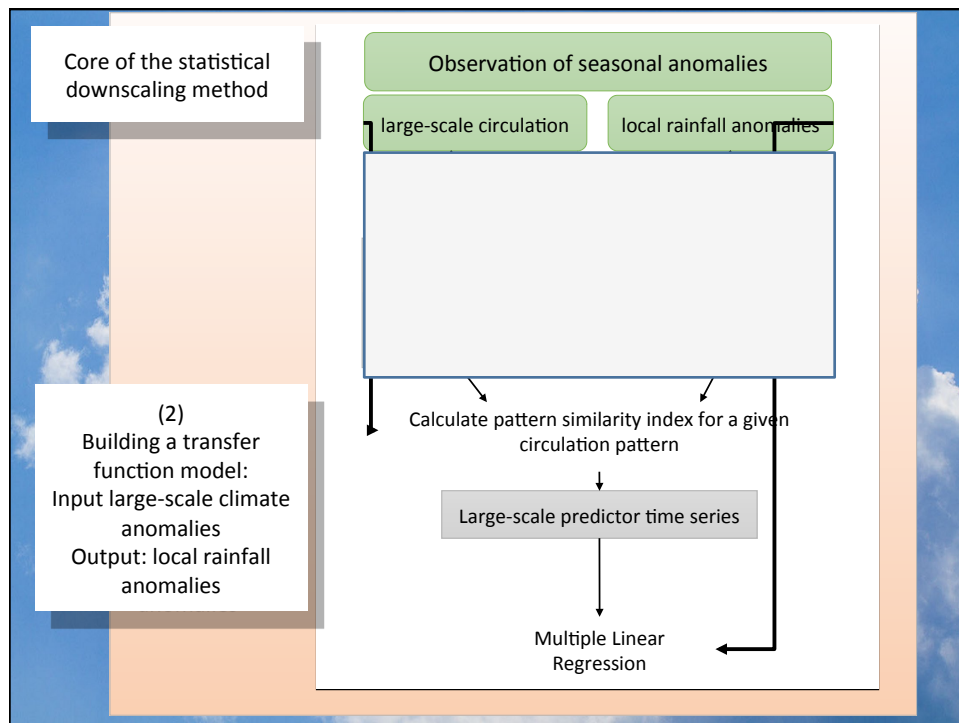 Core of the statistical
downscaling method
Observation of seasonal anomalies
large-scale circulation
local rainfall anomalies
(2)
Building a transfer
function model:
Input large-scale climate
anomalies
Output: local rainfall
anomalies
Calculate pattern similarity index for a given
circulation pattern
Large-scale predictor time series
Multiple Linear
Regression